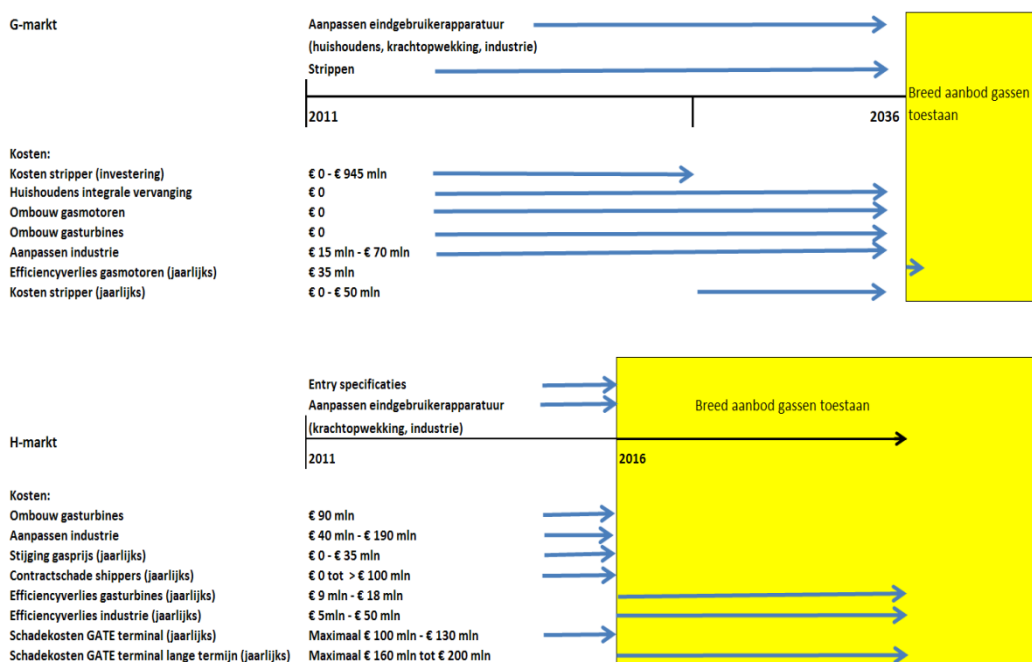 G-markt
Aanpassen eindgebruikerapparatuur
(huishoudens, krachtopwekking, industrie)
Strippen
Breed aanbod gassen
toestaan
2011
2036
Kosten:
Kosten stripper (investering) € 0 - € 945 mln
Huishoudens integrale vervanging € 0
Ombouw gasmotoren € 0
Ombouw gasturbines € 0
Aanpassen industrie € 15 mln - € 70 mln
Efficiencyverlies gasmotoren (jaarlijks) € 35 mln
Kosten stripper (jaarlijks) € 0 - € 50 mln
Entry specificaties
Aanpassen eindgebruikerapparatuur
(krachtopwekking, industrie)
Breed aanbod gassen toestaan
H-markt
2011
2016
Kosten:
Ombouw gasturbines € 90 mln
Aanpassen industrie € 40 mln - € 190 mln
Stijging gasprijs (jaarlijks) € 0 - € 35 mln
Contractschade shippers (jaarlijks) € 0 tot > € 100 mln
Efficiencyverlies gasturbines (jaarlijks) € 9 mln - € 18 mln
Efficiencyverlies industrie (jaarlijks) € 5mln - € 50 mln
Schadekosten GATE terminal (jaarlijks) Maximaal € 100 mln - € 130 mln
Schadekosten GATE terminal lange termijn (jaarlijks) Maximaal € 160 mln tot € 200 mln